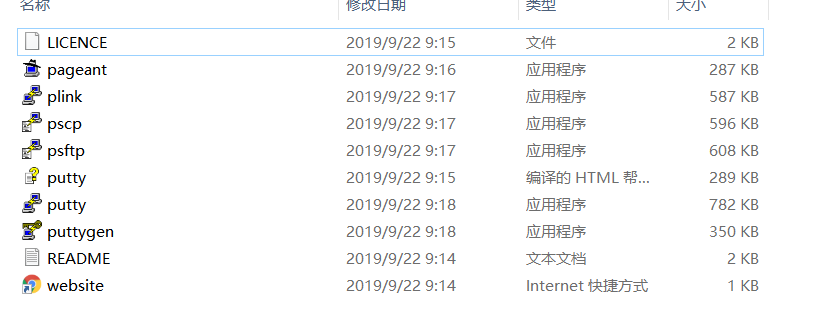 名称 修改日期 类型 大小
LICENCE 2019/9/22 9:15 文件 2 KB
pageant 2019/9/22 9:16 应用程序 287 KB
plink 2019/9/22 9:17 应用程序 587 KB
pscp 2019/9/22 9:17 应用程序 596 KB
psftp 2019/9/22 9:17 应用程序 608 KB
putty 2019/9/22 9:15 编译的 HTML 帮... 289 KB
putty 2019/9/22 9:18 应用程序 782 KB
puttygen 2019/9/22 9:18 应用程序 350 KB
README 2019/9/22 9:14 文本文档 2 KB
website 2019/9/22 9:14 Internet 快捷方式 1 KB